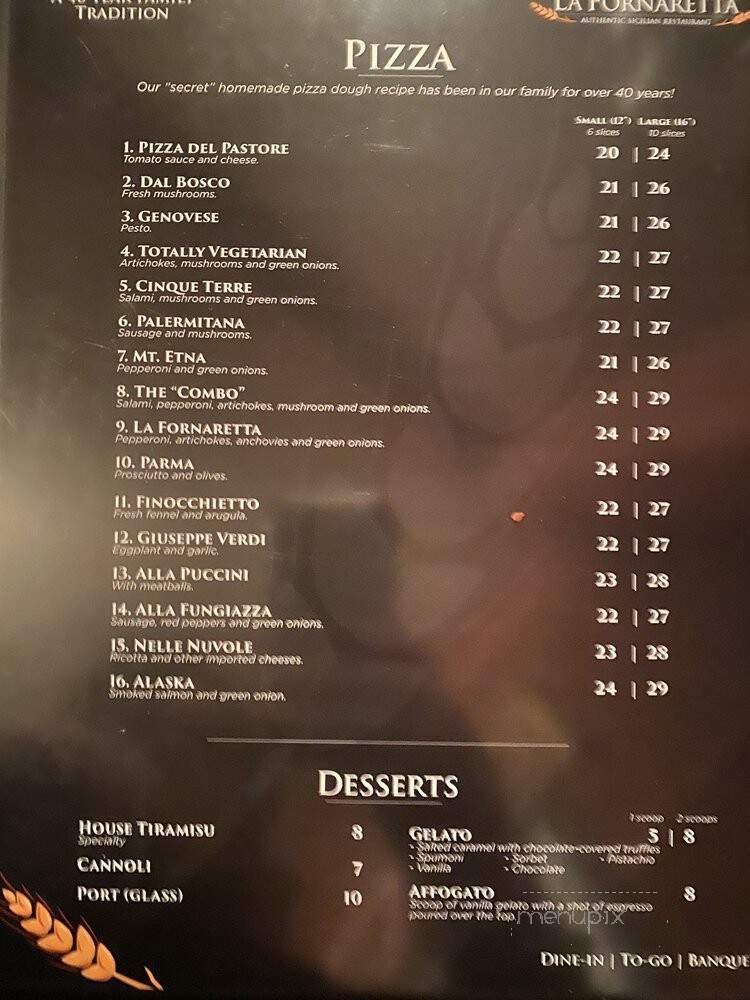 TRADITION
LA FORNARETTA
AUTHENTIC SICILIAN RESTAURANT
PIZZA
Our "secret" homemade pizza dough recipe has been in our family for over 40 years!
SMALL (12") LARGE (16")
6 slices 10 slices
1. PIZZA DEL PASTORE 20 | 24
Tomato sauce and cheese.
2. DAL BOSCO 21 | 26
Fresh mushrooms.
3. GENOVESE 21 | 26
Pesto.
4. TOTALLY VEGETARIAN 22 | 27
Artichokes, mushrooms and green onions.
5. CINQUE TERRE 22 | 27
Salami, mushrooms and green onions.
6. PALERMITANA 22 | 27
Sausage and mushrooms.
7. MT. ETNA 21 | 26
Pepperoni and green onions.
8. THE "COMBO" 24 | 29
Salami, pepperoni, artichokes, mushroom and green onions.
9. LA FORNARETTA 24 | 29
Pepperoni, artichokes, anchovies and green onions.
10. PARMA 24 | 29
Prosciutto and olives.
11. FINOCCHIETTO 22 | 27
Fresh fennel and arugula.
12. GIUSEPPE VERDI 22 | 27
Eggplant and garlic.
13. ALLA PUCCINI 23 | 28
With meatballs.
14. ALLA FUNGIAZZA 22 | 27
Sausage, red peppers and green onions.
15. NELLE NUVOLE 23 | 28
Ricotta and other imported cheeses.
16. ALASKA 24 | 29
Smoked salmon and green onion.
DESSERTS
HOUSE TIRAMISU 8
Specialty
CANNOLI 7
PORT (GLASS) 10
1 scoop 2 scoops
GELATO 5 | 8
- Salted caramel with chocolate-covered truffles
- Spumoni - Sorbet - Pistachio
- Vanilla - Chocolate
AFFOGATO 8
Scoop of vanilla gelato with a shot of espresso
poured over the top.
menupix
DINE-IN | TO-GO | BANQUE